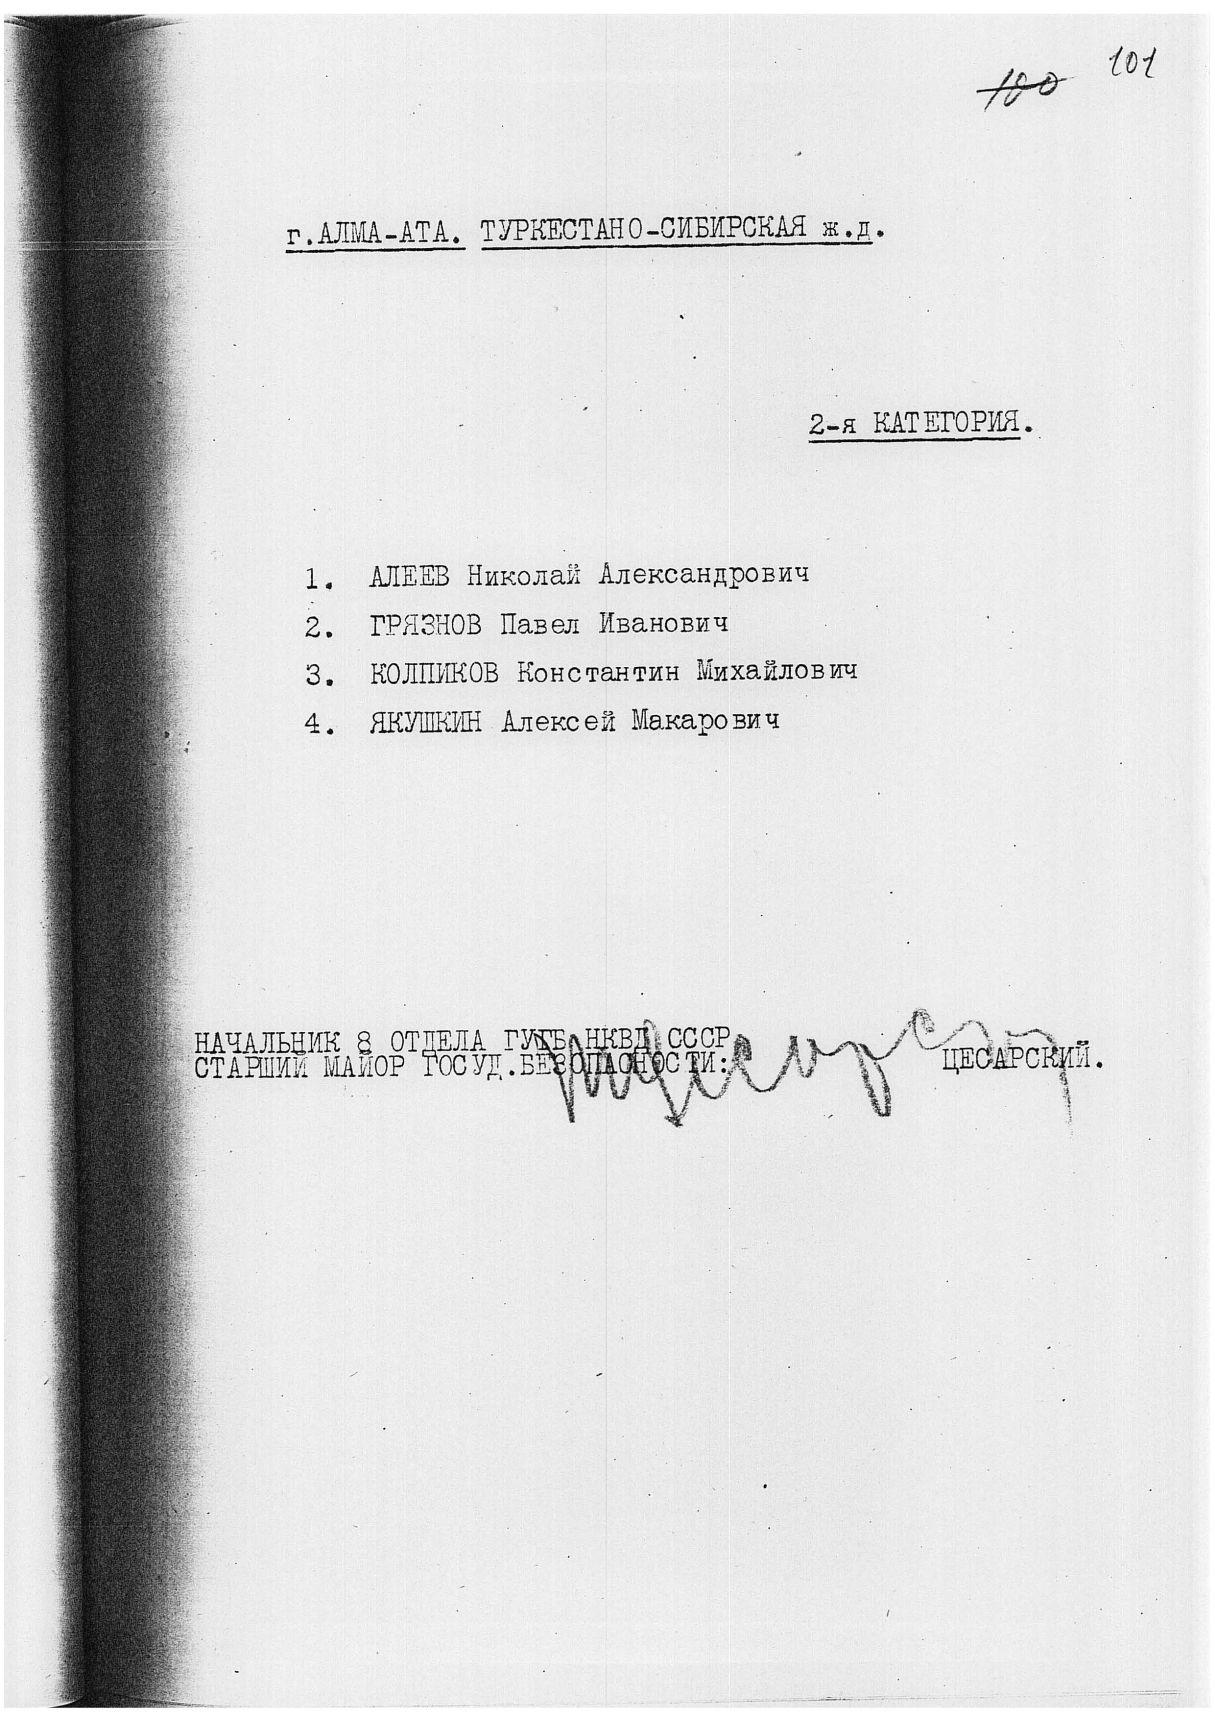 100 101
г.АЛМА-АТА. ТУРКЕСТАНО-СИБИРСКАЯ ж.д.
2-я КАТЕГОРИЯ.
1. АЛЕЕВ Николай Александрович
2. ГРЯЗНОВ Павел Иванович
3. КОЛПИКОВ Константин Михайлович
4. ЯКУШКИН Алексей Макарович
НАЧАЛЬНИК 8 ОТДЕЛА ГУГБ НКВД СССР
СТАРШИЙ МАЙОР ГОСУД.БЕЗОПАСНОСТИ: ЦЕСАРСКИЙ.